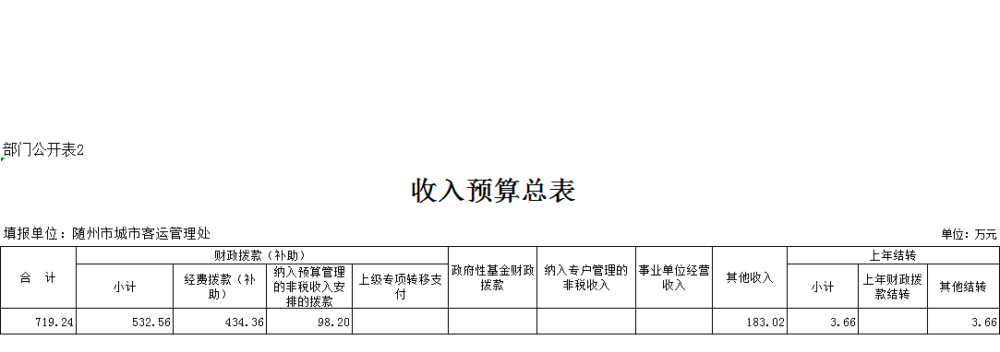 部门公开表2
收入预算总表
填报单位：随州市城市客运管理处 单位：万元
合 计 财政拨款（补助） 政府性基金财政拨款 纳入专户管理的非税收入 事业单位经营收入 其他收入 上年结转
小计 经费拨款（补助） 纳入预算管理的非税收入安排的拨款 上级专项转移支付 小计 上年财政拨款结转 其他结转
719.24 532.56 434.36 98.20 183.02 3.66 3.66